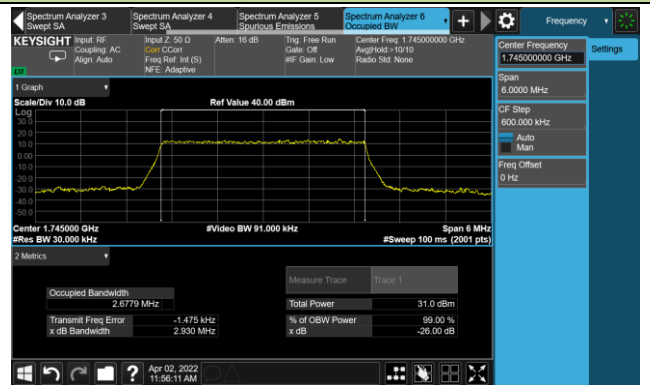 Spectrum Analyzer 3
Swept SA
Spectrum Analyzer 4
Swept SA
Spectrum Analyzer 5
Spurious Emissions
Spectrum Analyzer 6
Occupied BW
Frequency
KEYSIGHT
Input: RF
Coupling: AC
Align: Auto
Input Z: 50 Ω
Corr CCorr
Freq Ref: Int (S)
NFE: Adaptive
Atten: 16 dB
Trig: Free Run
Gate: Off
#IF Gain: Low
Center Freq: 1.745000000 GHz
Avg|Hold:>10/10
Radio Std: None
Center Frequency
1.745000000 GHz
Settings
Span
6.0000 MHz
CF Step
600.000 kHz
Auto
Man
Freq Offset
0 Hz
1 Graph
Scale/Div 10.0 dB
Ref Value 40.00 dBm
Log
30.0
20.0
10.0
0.00
-10.0
-20.0
-30.0
-40.0
-50.0
Center 1.745000 GHz
#Video BW 91.000 kHz
Span 6 MHz
#Res BW 30.000 kHz
#Sweep 100 ms (2001 pts)
2 Metrics
Measure Trace
Trace 1
Occupied Bandwidth
2.6779 MHz
Total Power
31.0 dBm
Transmit Freq Error
-1.475 kHz
% of OBW Power
99.00 %
x dB Bandwidth
2.930 MHz
x dB
-26.00 dB
?
Apr 02, 2022
11:56:11 AM